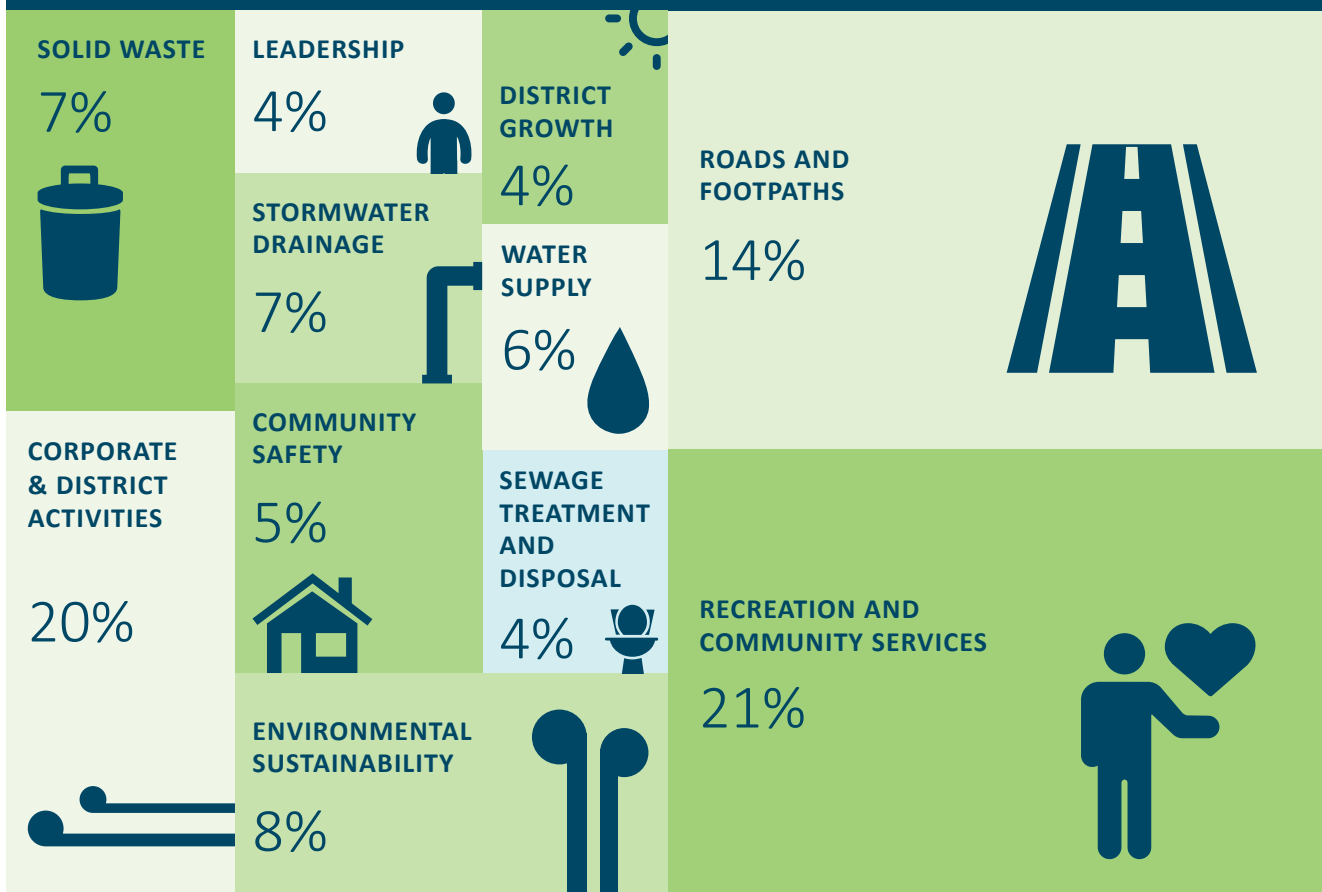 SOLID WASTE
7%
LEADERSHIP
4%
DISTRICT
GROWTH
4%
ROADS AND
FOOTPATHS
14%
STORMWATER
DRAINAGE
7%
WATER
SUPPLY
6%
CORPORATE
& DISTRICT
ACTIVITIES
20%
COMMUNITY
SAFETY
5%
SEWAGE
TREATMENT
AND
DISPOSAL
4%
RECREATION AND
COMMUNITY SERVICES
21%
ENVIRONMENTAL
SUSTAINABILITY
8%